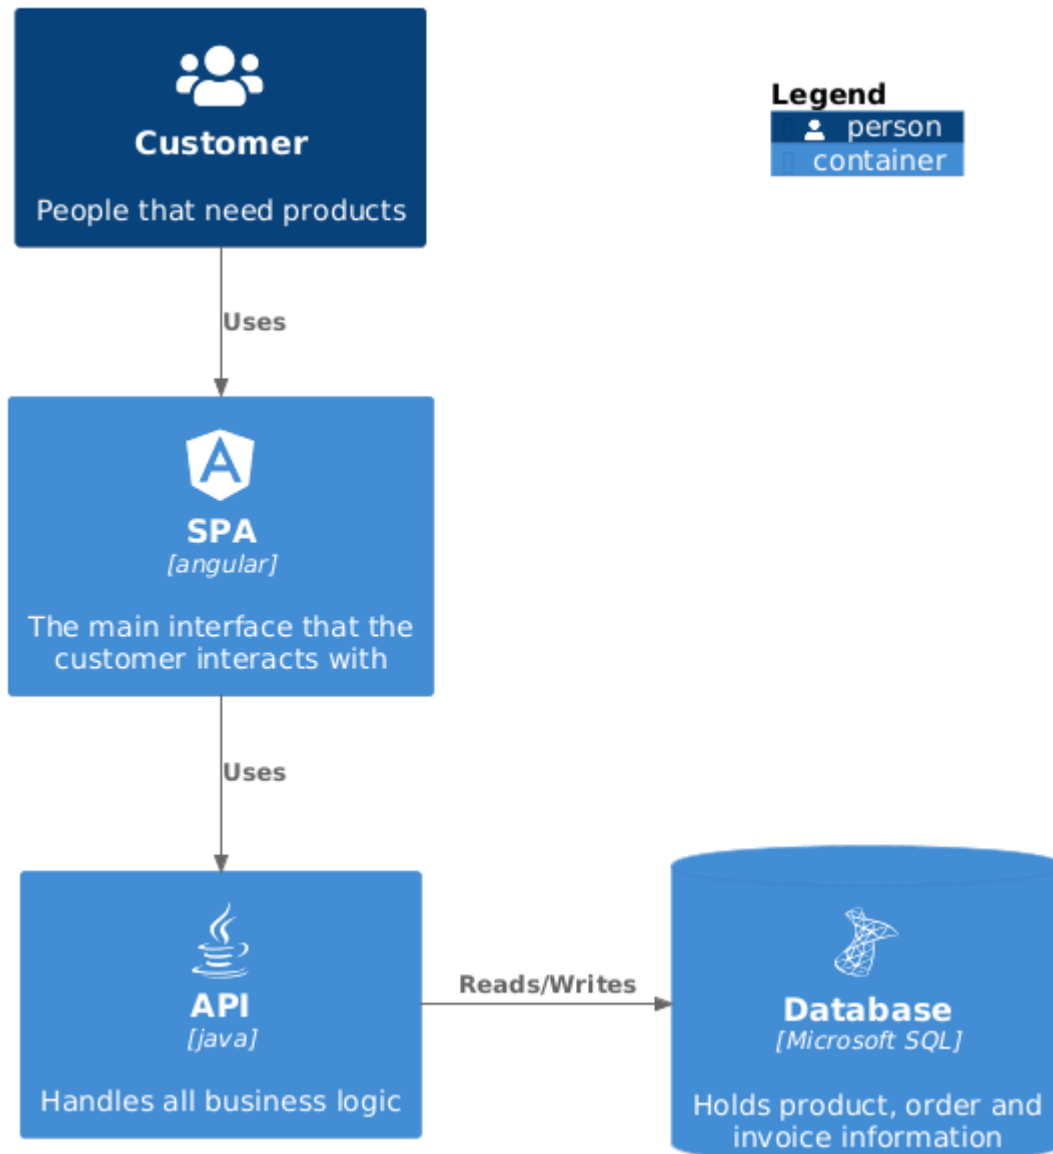 Customer
People that need products
Legend
person
container
Uses
SPA
[angular]
The main interface that the
customer interacts with
Uses
API
[java]
Handles all business logic
Reads/Writes
Database
[Microsoft SQL]
Holds product, order and
invoice information